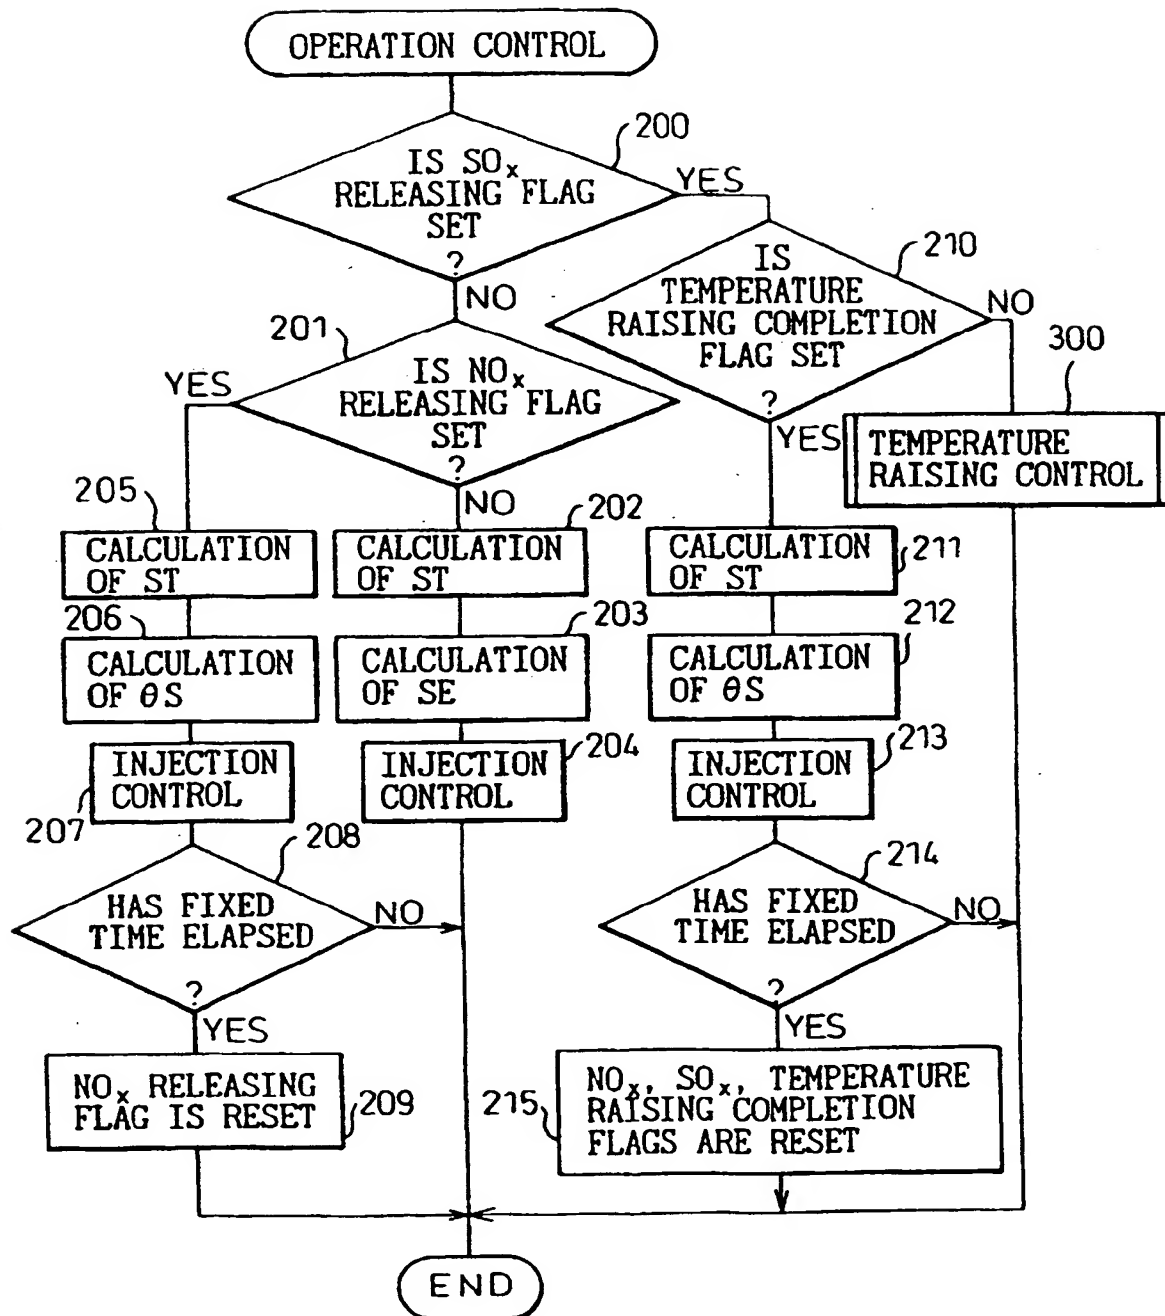 OPERATION CONTROL
200
IS SOx
RELEASING FLAG
SET
?
YES
NO
210
IS
TEMPERATURE
RAISING COMPLETION
FLAG SET
?
NO
YES
201
IS NOx
RELEASING FLAG
SET
?
YES
NO
300
TEMPERATURE
RAISING CONTROL
205
CALCULATION
OF ST
202
CALCULATION
OF ST
211
CALCULATION
OF ST
206
CALCULATION
OF θS
203
CALCULATION
OF SE
212
CALCULATION
OF θS
207
INJECTION
CONTROL
204
INJECTION
CONTROL
213
INJECTION
CONTROL
208
HAS FIXED
TIME ELAPSED
?
NO
YES
214
HAS FIXED
TIME ELAPSED
?
NO
YES
NOx RELEASING
FLAG IS RESET
209
215
NOx, SOx, TEMPERATURE
RAISING COMPLETION
FLAGS ARE RESET
END